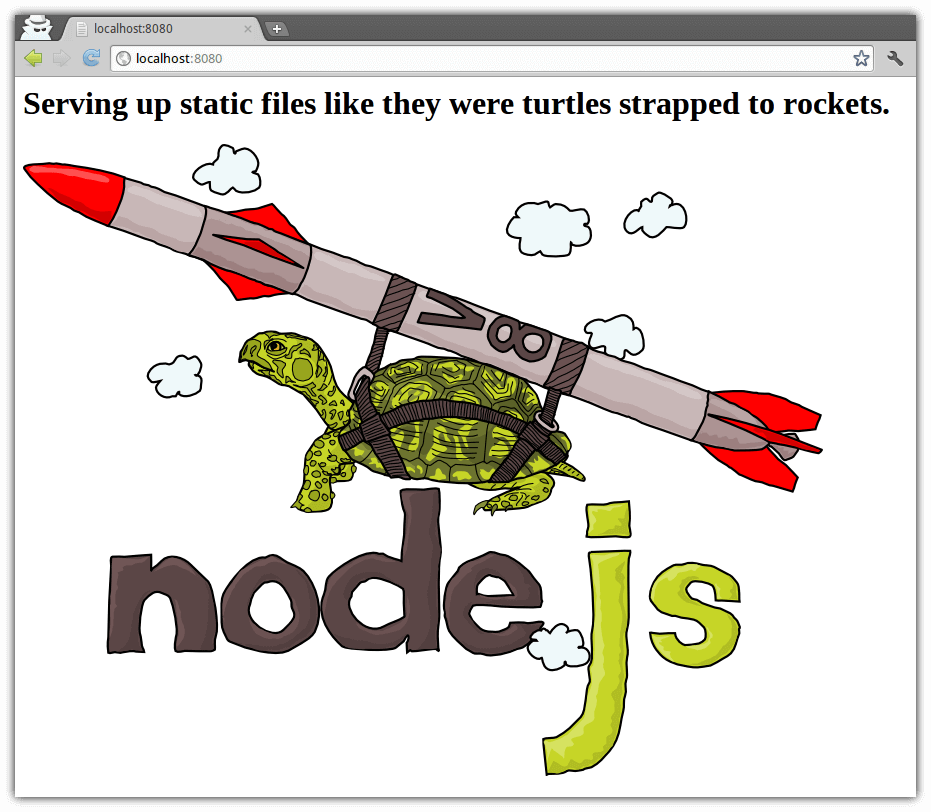 localhost:8080
localhost:8080
Serving up static files like they were turtles strapped to rockets.
V8
nodejs